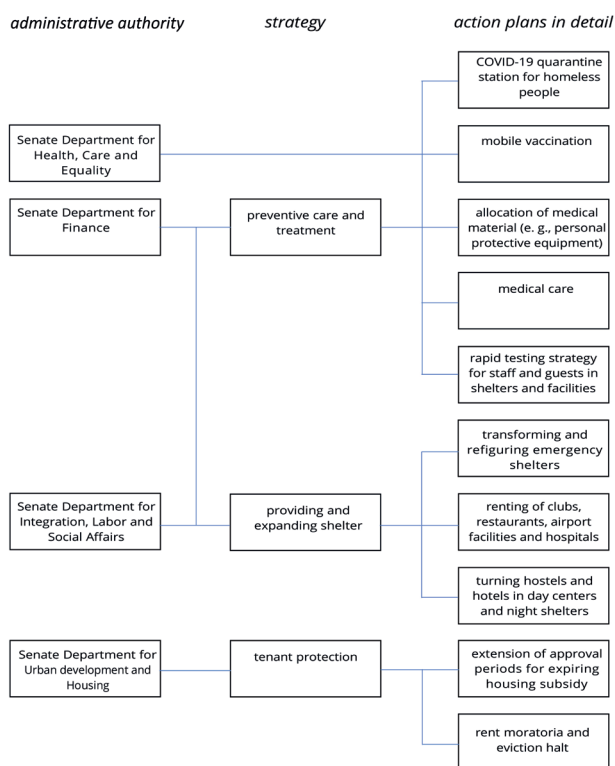 administrative authority
strategy
action plans in detail
COVID-19 quarantine
station for homeless
people
Senate Department for
Health, Care and
Equality
mobile vaccination
Senate Department for
Finance
preventive care and
treatment
allocation of medical
material (e. g., personal
protective equipment)
medical care
rapid testing strategy
for staff and guests in
shelters and facilities
transforming and
refiguring emergency
shelters
Senate Department for
Integration, Labor and
Social Affairs
providing and
expanding shelter
renting of clubs,
restaurants, airport
facilities and hospitals
turning hostels and
hotels in day centers
and night shelters
Senate Department for
Urban development and
Housing
tenant protection
extension of approval
periods for expiring
housing subsidy
rent moratoria and
eviction halt